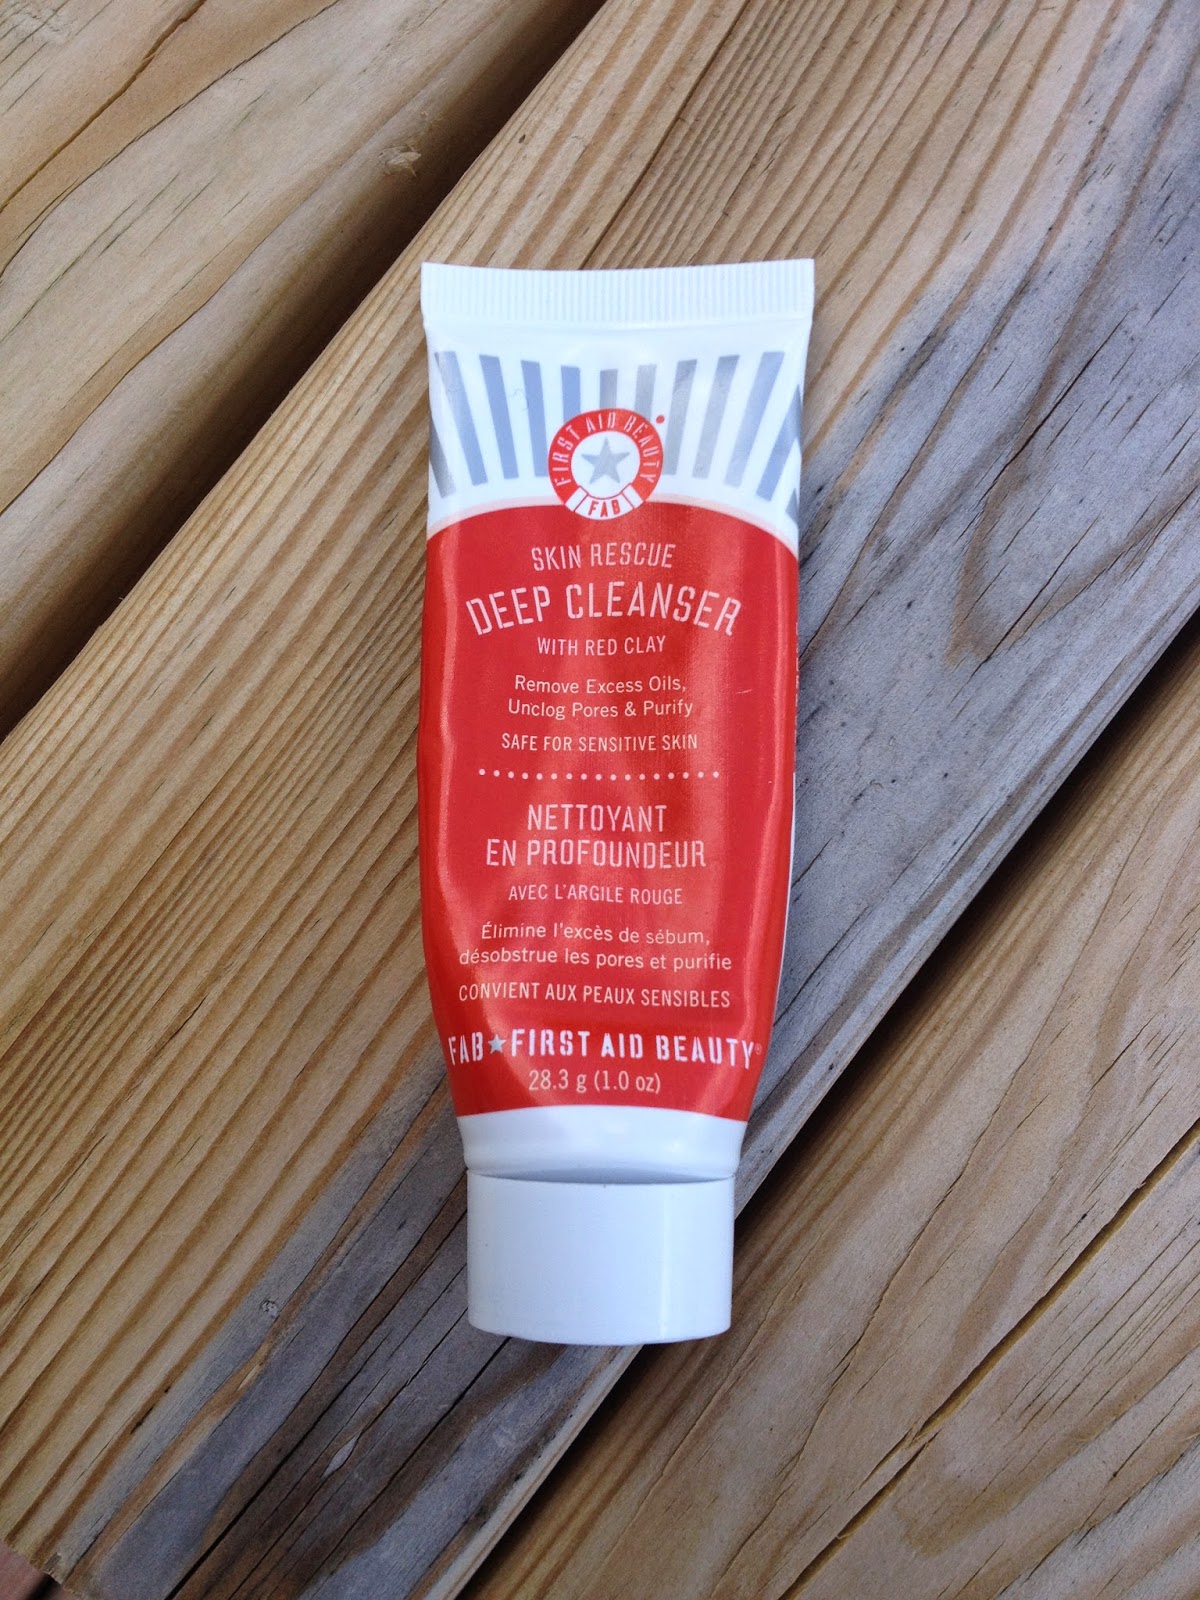 FIRST AID BEAUTY
FAB
SKIN RESCUE
DEEP CLEANSER
WITH RED CLAY
Remove Excess Oils,
Unclog Pores & Purify
SAFE FOR SENSITIVE SKIN
NETTOYANT
EN PROFOUNDEUR
AVEC L'ARGILE ROUGE
Élimine l'excès de sébum,
désobstrue les pores et purifie
CONVIENT AUX PEAUX SENSIBLES
FAB★FIRST AID BEAUTY®
28.3 g (1.0 oz)